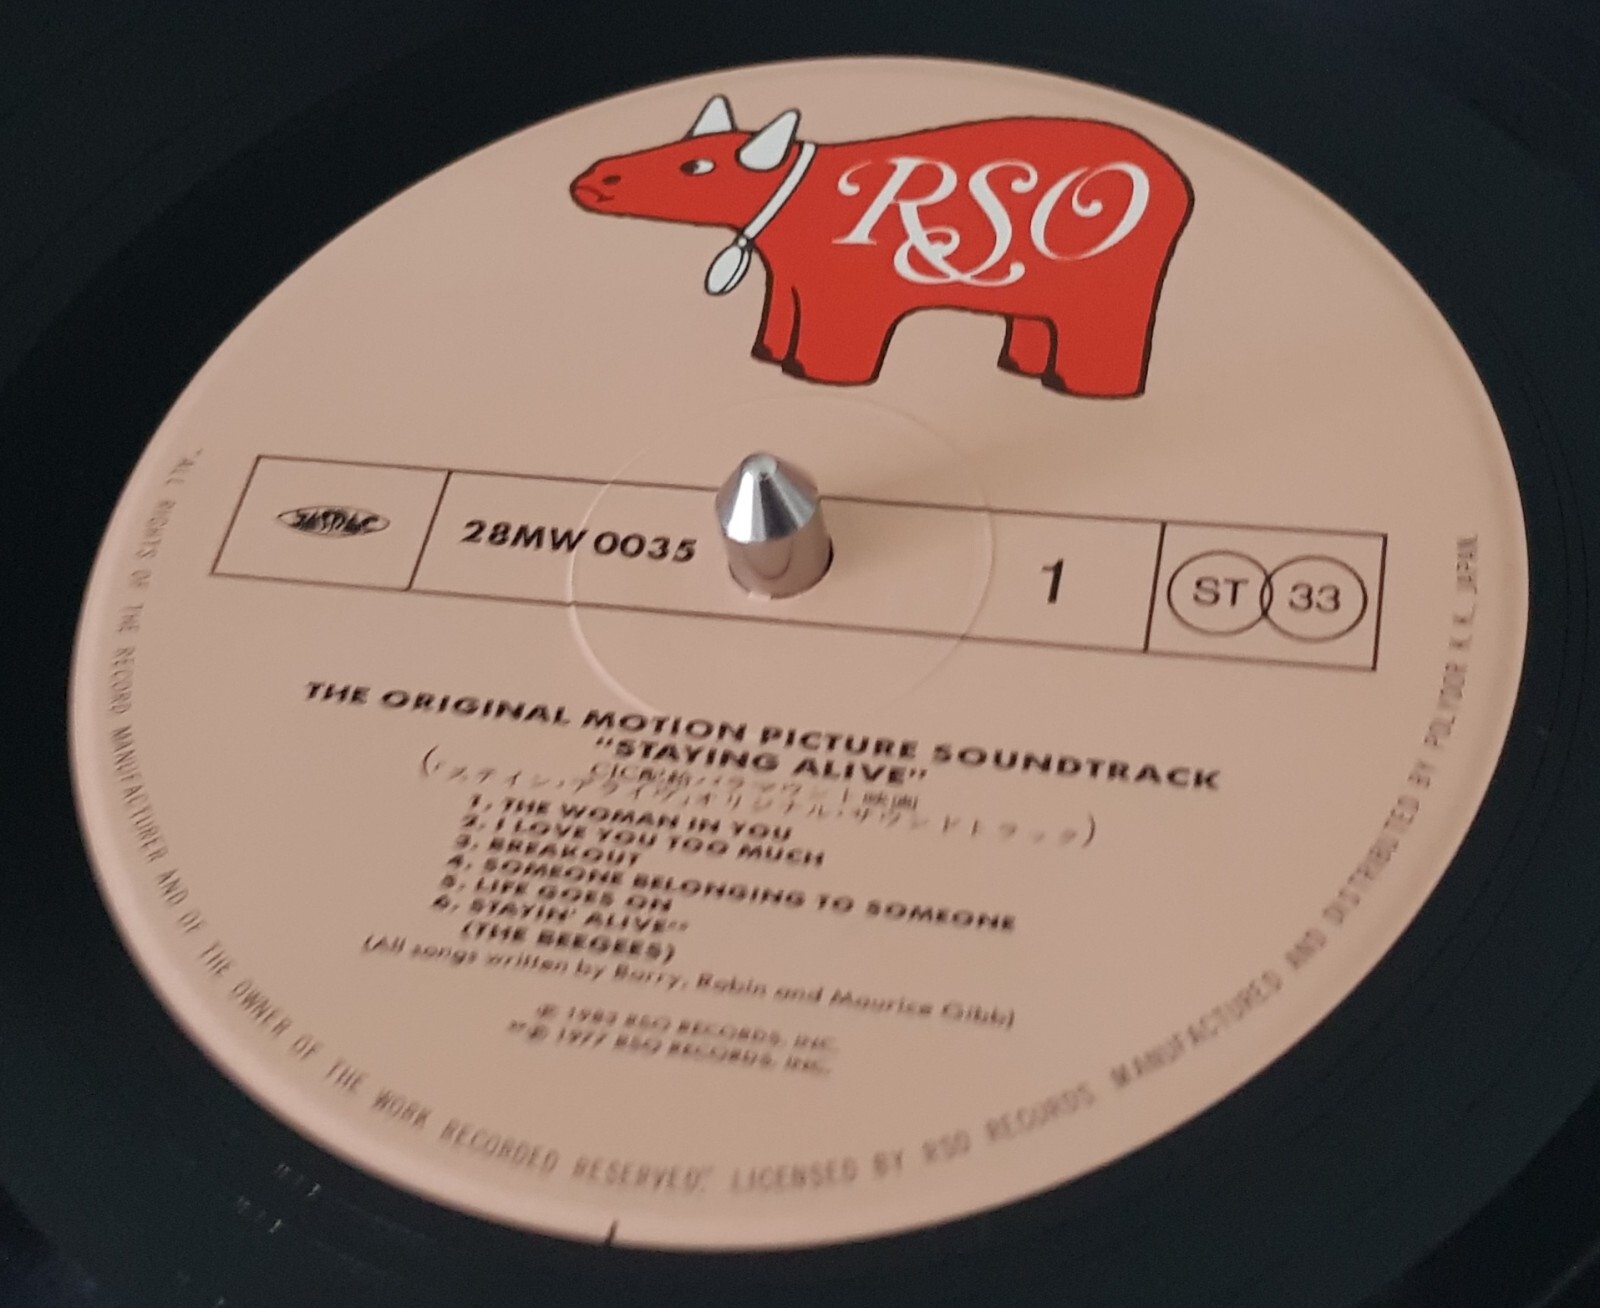 RSO
JASRAC
28MW 0035
1
ST 33
THE ORIGINAL MOTION PICTURE SOUNDTRACK
"STAYING ALIVE"
CIC配給パラマウント映画
(「ステイン・アライヴ」オリジナル・サウンドトラック)
1. THE WOMAN IN YOU
2. I LOVE YOU TOO MUCH
3. BREAKOUT
4. SOMEONE BELONGING TO SOMEONE
5. LIFE GOES ON
6. STAYIN' ALIVE**
(THE BEEGEES)
(All songs written by Barry, Robin and Maurice Gibb)
℗ 1983 RSO RECORDS, INC.
**℗ 1977 RSO RECORDS, INC.
"ALL RIGHTS OF THE RECORD MANUFACTURER AND OF THE OWNER OF THE WORK RECORDED RESERVED". LICENSED BY RSO RECORDS. MANUFACTURED AND DISTRIBUTED BY POLYDOR K.K., JAPAN.